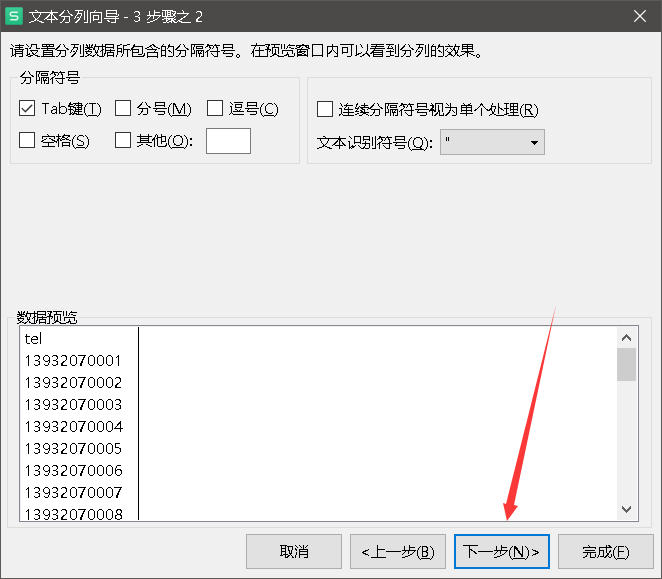 文本分列向导 - 3 步骤之 2
请设置分列数据所包含的分隔符号。在预览窗口内可以看到分列的效果。
分隔符号
Tab键(T) 分号(M) 逗号(C)
空格(S) 其他(O):
连续分隔符号视为单个处理(R)
文本识别符号(Q): "
数据预览
tel
13932070001
13932070002
13932070003
13932070004
13932070005
13932070006
13932070007
13932070008
取消 <上一步(B) 下一步(N)> 完成(F)